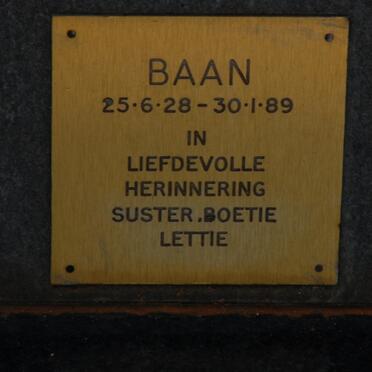 BAAN
25·6·28-30·1·89
IN
LIEFDEVOLLE
HERINNERING
SUSTER.BOETIE
LETTIE